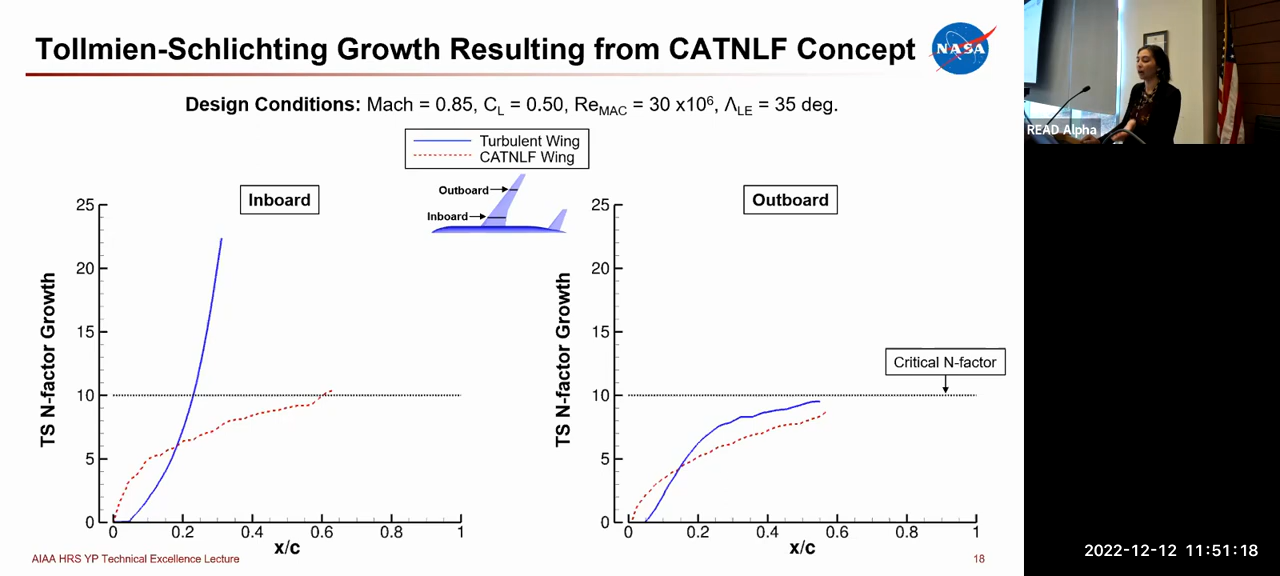 Tollmien-Schlichting Growth Resulting from CATNLF Concept
NASA
Design Conditions: Mach = 0.85, C_L = 0.50, Re_MAC = 30 x10⁶, Λ_LE = 35 deg.
Turbulent Wing
CATNLF Wing
Outboard
Inboard
Inboard
TS N-factor Growth
25
20
15
10
5
0
0 0.2 0.4 0.6 0.8 1
x/c
Outboard
Critical N-factor
TS N-factor Growth
25
20
15
10
5
0
0 0.2 0.4 0.6 0.8 1
x/c
AIAA HRS YP Technical Excellence Lecture
18
READ Alpha
2022-12-12 11:51:18